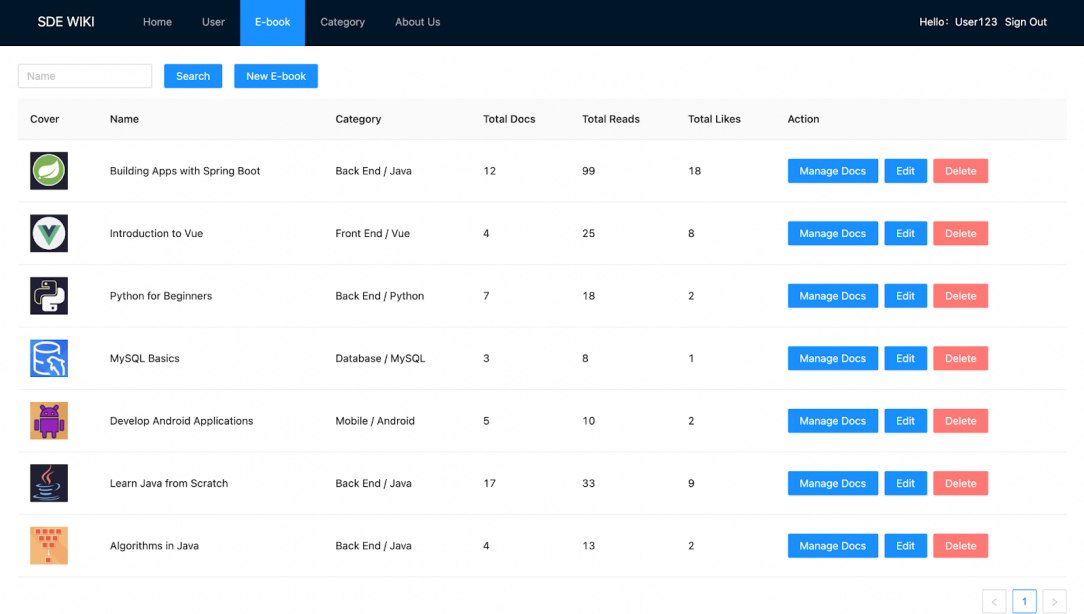 SDE WIKI Home User E-book Category About Us Hello: User123 Sign Out
Name Search New E-book
Cover Name Category Total Docs Total Reads Total Likes Action
Building Apps with Spring Boot Back End / Java 12 99 18 Manage Docs Edit Delete
Introduction to Vue Front End / Vue 4 25 8 Manage Docs Edit Delete
Python for Beginners Back End / Python 7 18 2 Manage Docs Edit Delete
MySQL Basics Database / MySQL 3 8 1 Manage Docs Edit Delete
Develop Android Applications Mobile / Android 5 10 2 Manage Docs Edit Delete
Learn Java from Scratch Back End / Java 17 33 9 Manage Docs Edit Delete
Algorithms in Java Back End / Java 4 13 2 Manage Docs Edit Delete
< 1 >